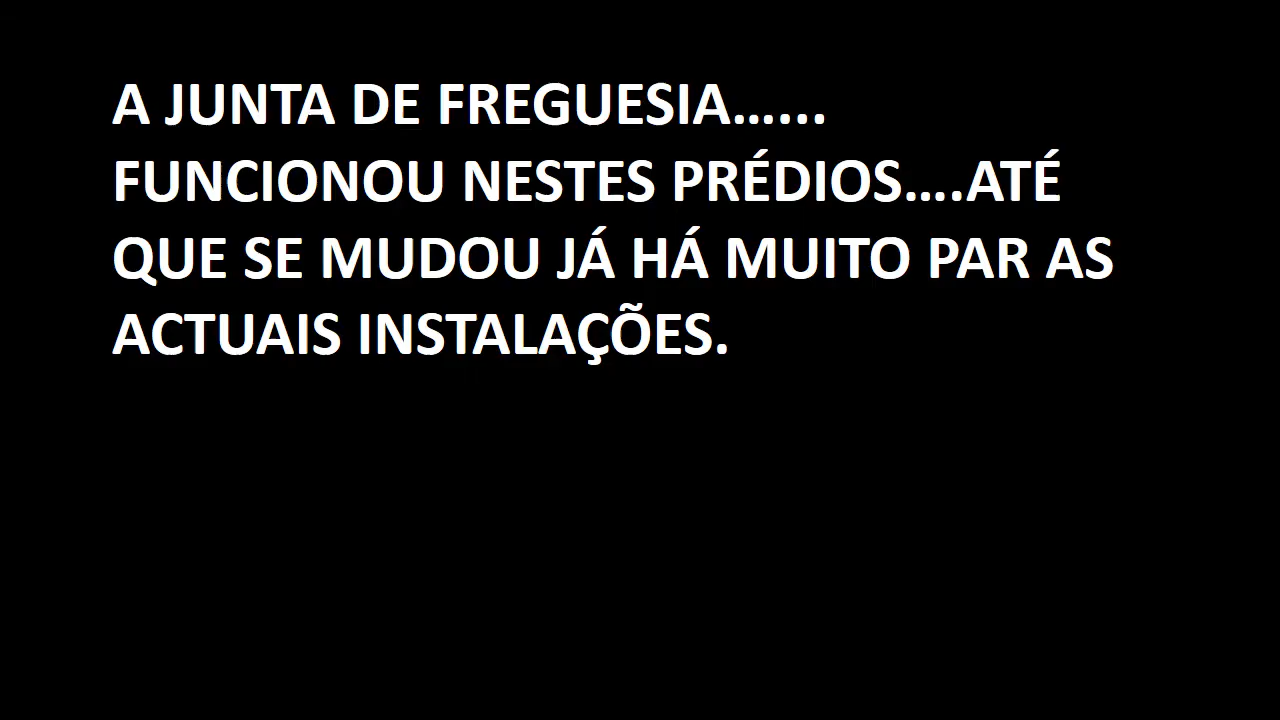 A JUNTA DE FREGUESIA…...
FUNCIONOU NESTES PRÉDIOS….ATÉ
QUE SE MUDOU JÁ HÁ MUITO PAR AS
ACTUAIS INSTALAÇÕES.